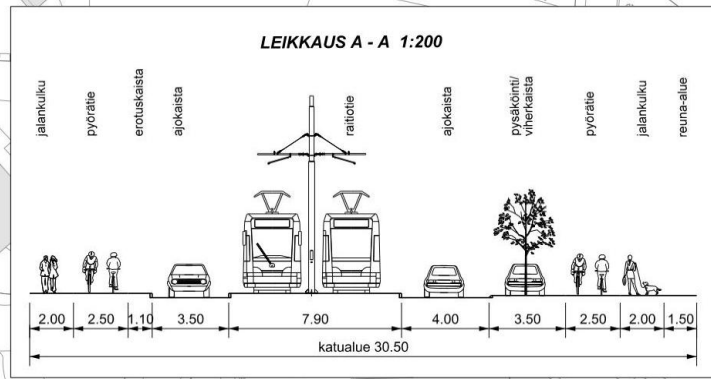 LEIKKAUS A - A 1:200
jalankulku
pyörätie
erotuskaista
ajokaista
raitiotie
ajokaista
pysäköinti/
viherkaista
pyörätie
jalankulku
reuna-alue
2.00 2.50 1.10 3.50 7.90 4.00 3.50 2.50 2.00 1.50
katualue 30.50